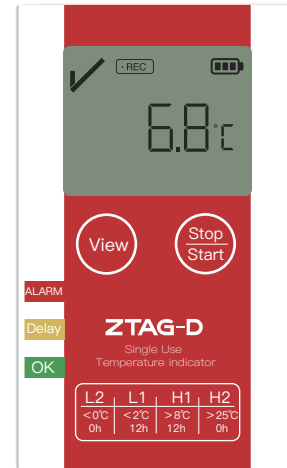 · REC
6.8°C
View
Stop
Start
ALARM
Delay
ZTAG-D
Single Use
OK
Temperature indicator
L2 L1 H1 H2
<0℃ <2℃ >8℃ >25℃
0h 12h 12h 0h